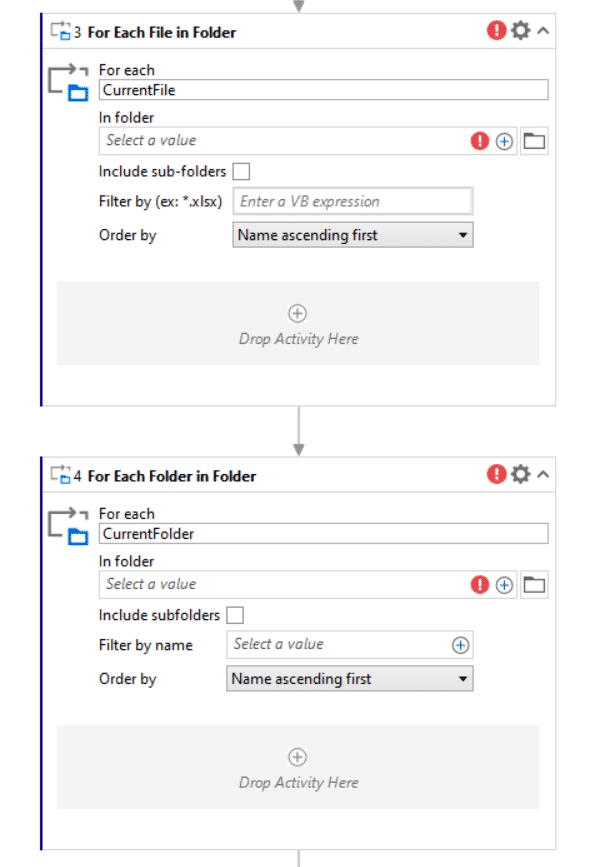 3 For Each File in Folder
For each
CurrentFile
In folder
Select a value
Include sub-folders
Filter by (ex: *.xlsx) Enter a VB expression
Order by Name ascending first
Drop Activity Here
4 For Each Folder in Folder
For each
CurrentFolder
In folder
Select a value
Include subfolders
Filter by name Select a value
Order by Name ascending first
Drop Activity Here